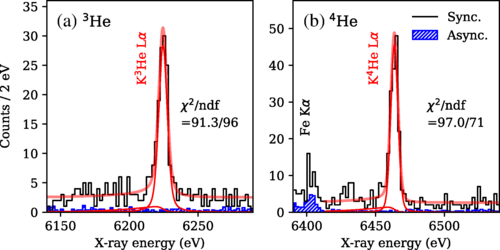 (a) ³He
K³He Lα
χ²/ndf
=91.3/96
Counts / 2 eV
35
30
25
20
15
10
5
0
6150 6200 6250
X-ray energy (eV)
(b) ⁴He
Sync.
Async.
K⁴He Lα
Fe Kα
χ²/ndf
=97.0/71
50
40
30
20
10
0
6400 6450 6500
X-ray energy (eV)